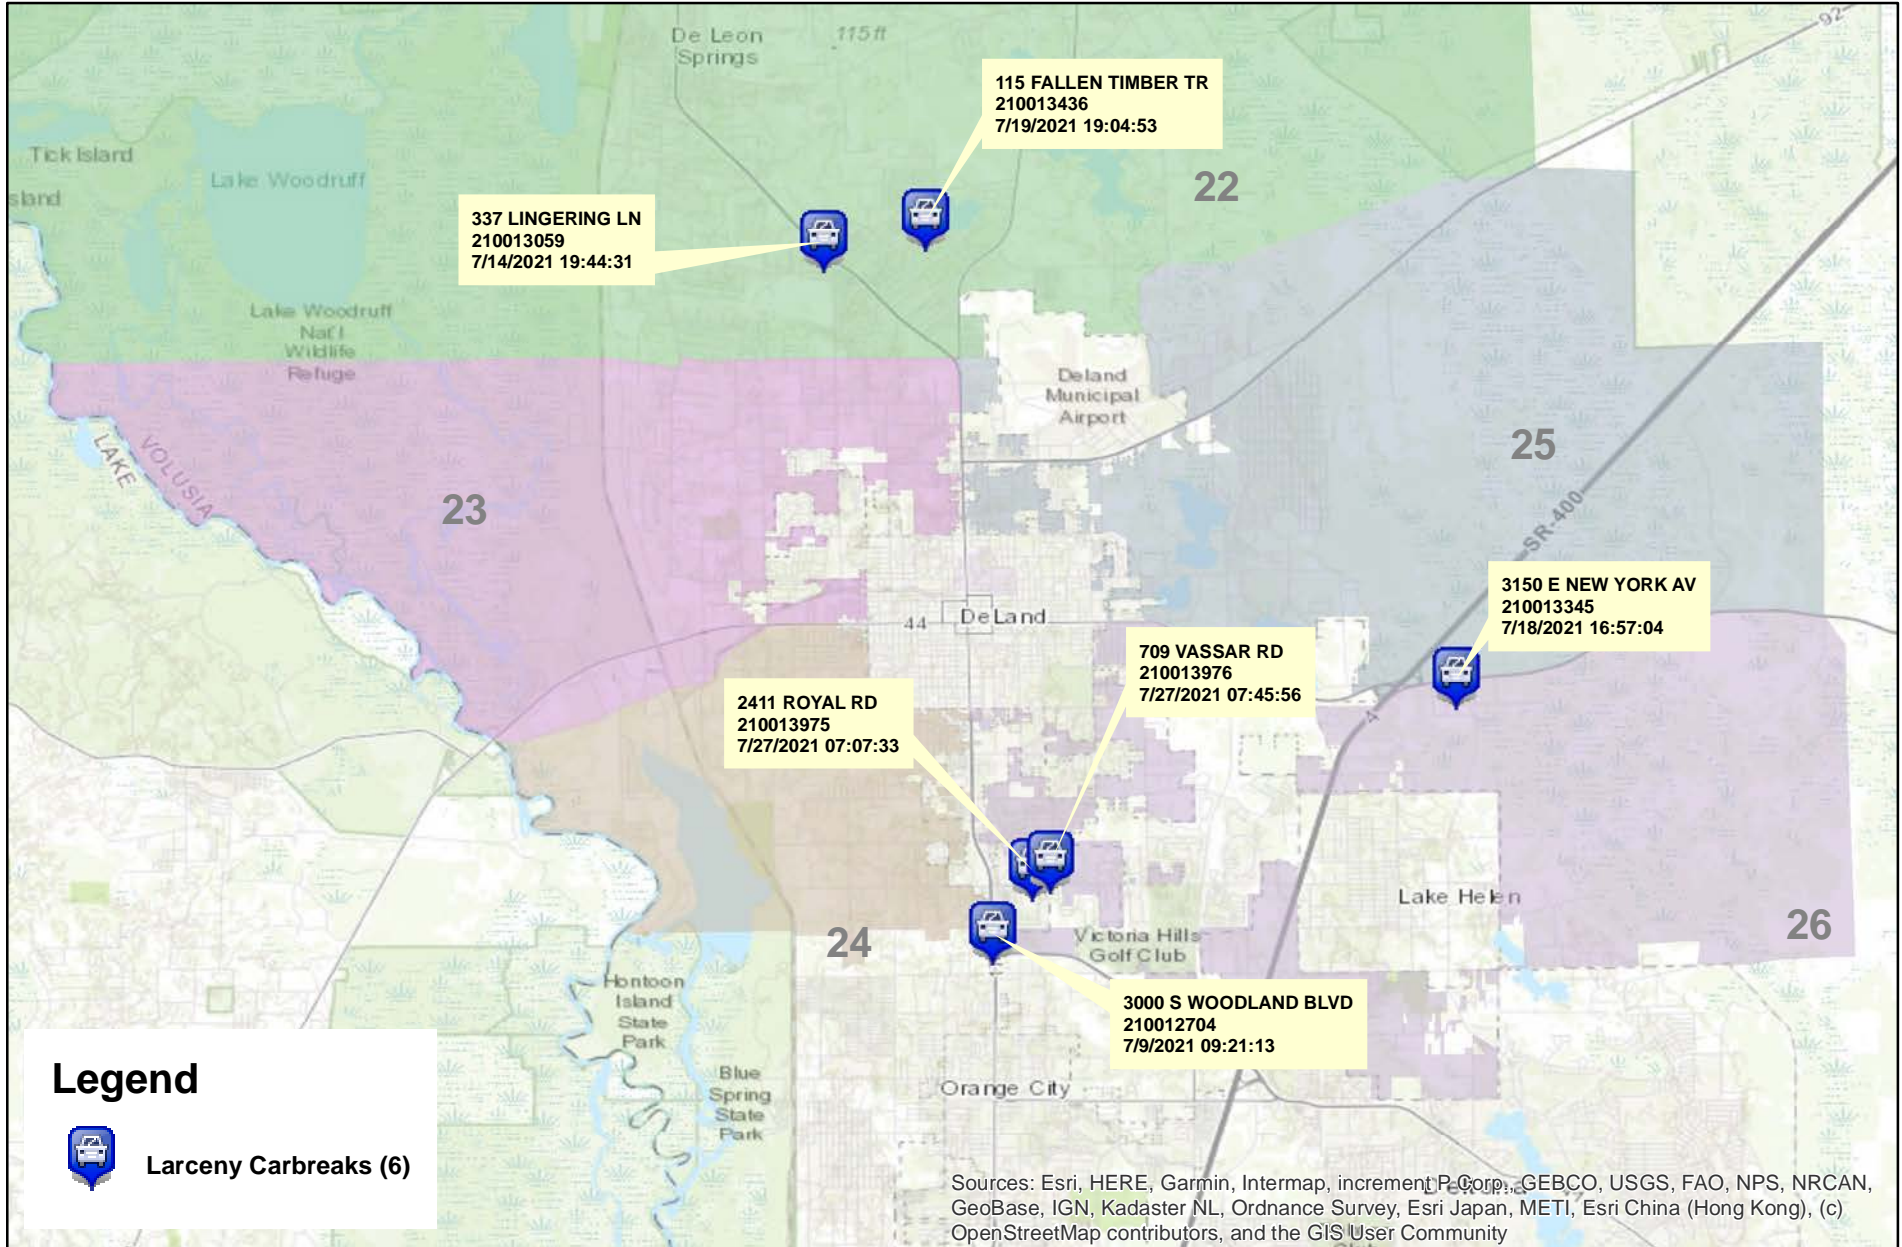 De Leon
Springs
115 ft
92
115 FALLEN TIMBER TR
210013436
7/19/2021 19:04:53
Tick Island
sland
Lake Woodruff
22
337 LINGERING LN
210013059
7/14/2021 19:44:31
Lake Woodruff
Nat'l
Wildlife
Refuge
Deland
Municipal
Airport
LAKE
VOLUSIA
23
25
SR-400
3150 E NEW YORK AV
210013345
7/18/2021 16:57:04
44
DeLand
709 VASSAR RD
210013976
7/27/2021 07:45:56
2411 ROYAL RD
210013975
7/27/2021 07:07:33
4
Lake Helen
24
26
Victoria Hills
Golf Club
Hontoon
Island
State
Park
3000 S WOODLAND BLVD
210012704
7/9/2021 09:21:13
Blue
Spring
State
Park
Orange City
Legend
Larceny Carbreaks (6)
Sources: Esri, HERE, Garmin, Intermap, increment P Corp., GEBCO, USGS, FAO, NPS, NRCAN,
GeoBase, IGN, Kadaster NL, Ordnance Survey, Esri Japan, METI, Esri China (Hong Kong), (c)
OpenStreetMap contributors, and the GIS User Community